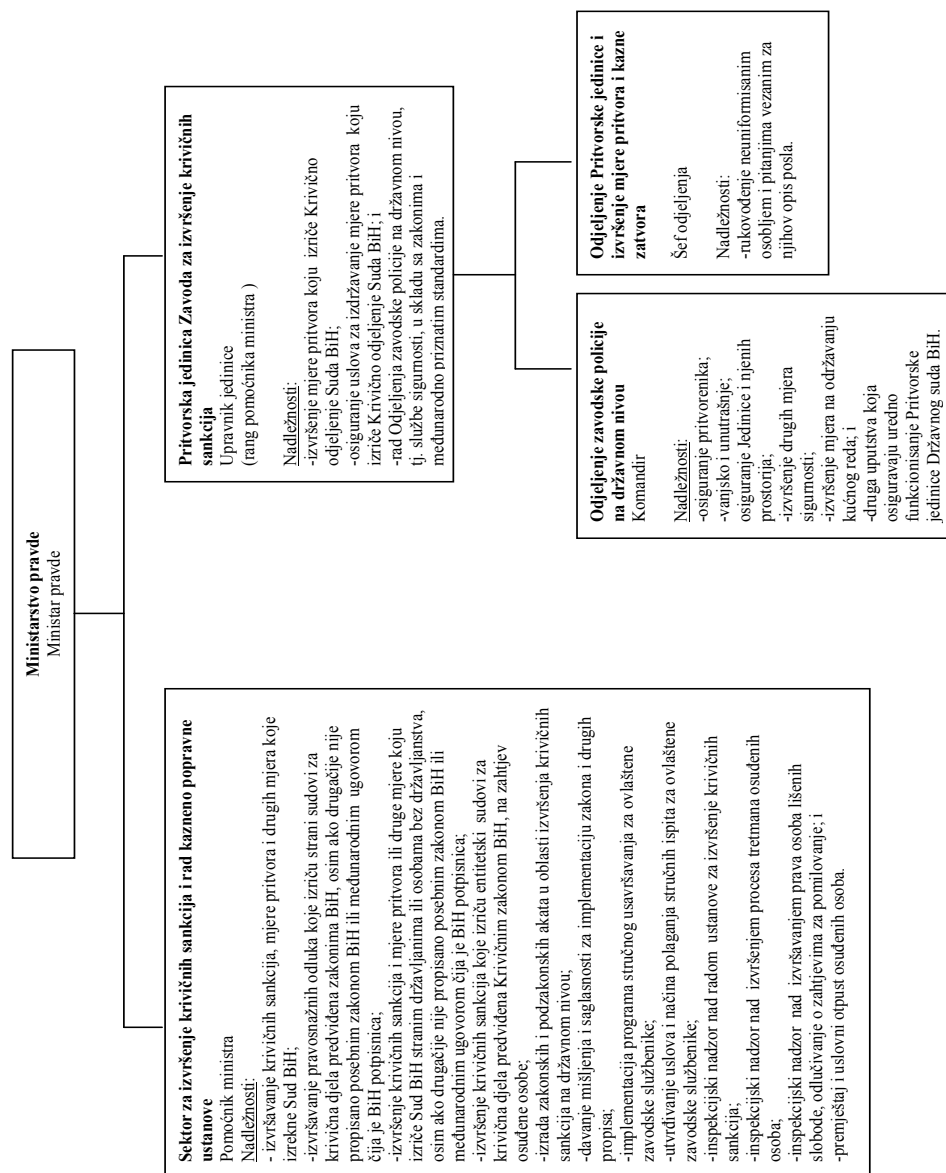 Ministarstvo pravde
Ministar pravde
Sektor za izvršenje krivičnih sankcija i rad kazneno popravne
ustanove
Pomoćnik ministra
Nadležnosti:
- izvršavanje krivičnih sankcija, mjere pritvora i drugih mjera koje
izrekne Sud BiH;
-izvršavanje pravosnažnih odluka koje izriču strani sudovi za
krivična djela predviđena zakonima BiH, osim ako drugačije nije
propisano posebnim zakonom BiH ili međunarodnim ugovorom
čija je BiH potpisnica;
-izvršenje krivičnih sankcija i mjere pritvora ili druge mjere koju
izriče Sud BiH stranim državljanima ili osobama bez državljanstva,
osim ako drugačije nije propisano posebnim zakonom BiH ili
međunarodnim ugovorom čija je BiH potpisnica;
-izvršenje krivičnih sankcija koje izriču entitetski sudovi za
krivična djela predviđena Krivičnim zakonom BiH, na zahtjev
osuđene osobe;
-izrada zakonskih i podzakonskih akata u oblasti izvršenja krivičnih
sankcija na državnom nivou;
-davanje mišljenja i saglasnosti za implementaciju zakona i drugih
propisa;
-implementacija programa stručnog usavršavanja za ovlaštene
zavodske službenike;
-utvrđivanje uslova i načina polaganja stručnih ispita za ovlaštene
zavodske službenike;
-inspekcijski nadzor nad radom ustanove za izvršenje krivičnih
sankcija;
-inspekcijski nadzor nad izvršenjem procesa tretmana osuđenih
osoba;
-inspekcijski nadzor nad izvršavanjem prava osoba lišenih
slobode, odlučivanje o zahtjevima za pomilovanje; i
-premještaj i uslovni otpust osuđenih osoba.
Pritvorska jedinica Zavoda za izvršenje krivičnih
sankcija
Upravnik jedinice
(rang pomoćnika ministra )
Nadležnosti:
-izvršenje mjere pritvora koju izriče Krivično
odjeljenje Suda BiH;
-osiguranje uslova za izdržavanje mjere pritvora koju
izriče Krivično odjeljenje Suda BiH; i
-rad Odjeljenja zavodske policije na državnom nivou,
tj. službe sigurnosti, u skladu sa zakonima i
međunarodno priznatim standardima.
Odjeljenje zavodske policije
na državnom nivou
Komandir
Nadležnosti:
-osiguranje pritvorenika;
-vanjsko i unutrašnje;
osiguranje Jedinice i njenih
prostorija;
-izvršenje drugih mjera
sigurnosti;
-izvršenje mjera na održavanju
kućnog reda; i
-druga uputstva koja
osiguravaju uredno
funkcionisanje Pritvorske
jedinice Državnog suda BiH.
Odjeljenje Pritvorske jedinice i
izvršenje mjere pritvora i kazne
zatvora
Šef odjeljenja
Nadležnosti:
-rukovođenje neuniformisanim
osobljem i pitanjima vezanim za
njihov opis posla.